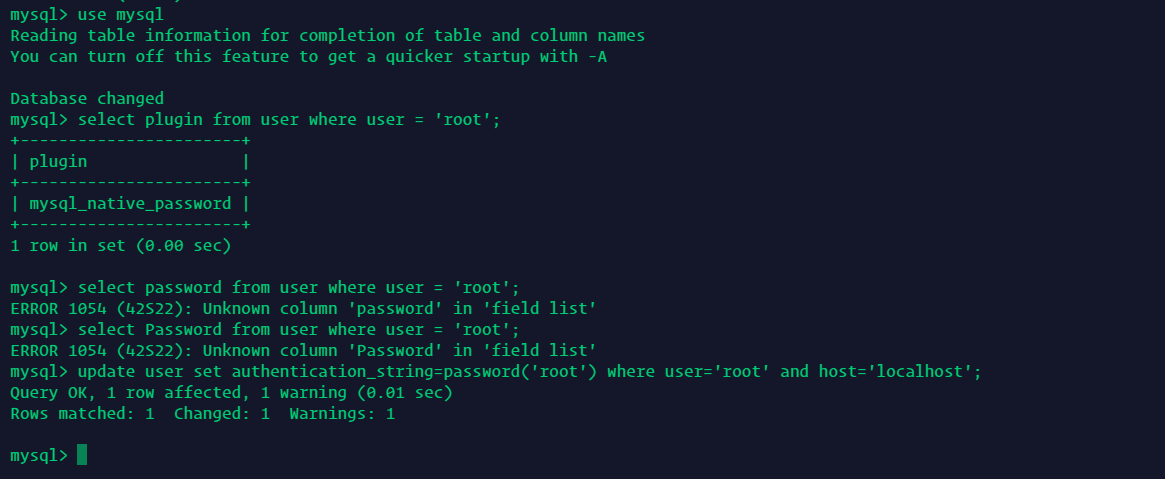 mysql> use mysql
Reading table information for completion of table and column names
You can turn off this feature to get a quicker startup with -A
Database changed
mysql> select plugin from user where user = 'root';
+-----------------------+
| plugin                |
+-----------------------+
| mysql_native_password |
+-----------------------+
1 row in set (0.00 sec)
mysql> select password from user where user = 'root';
ERROR 1054 (42S22): Unknown column 'password' in 'field list'
mysql> select Password from user where user = 'root';
ERROR 1054 (42S22): Unknown column 'Password' in 'field list'
mysql> update user set authentication_string=password('root') where user='root' and host='localhost';
Query OK, 1 row affected, 1 warning (0.01 sec)
Rows matched: 1  Changed: 1  Warnings: 1
mysql>